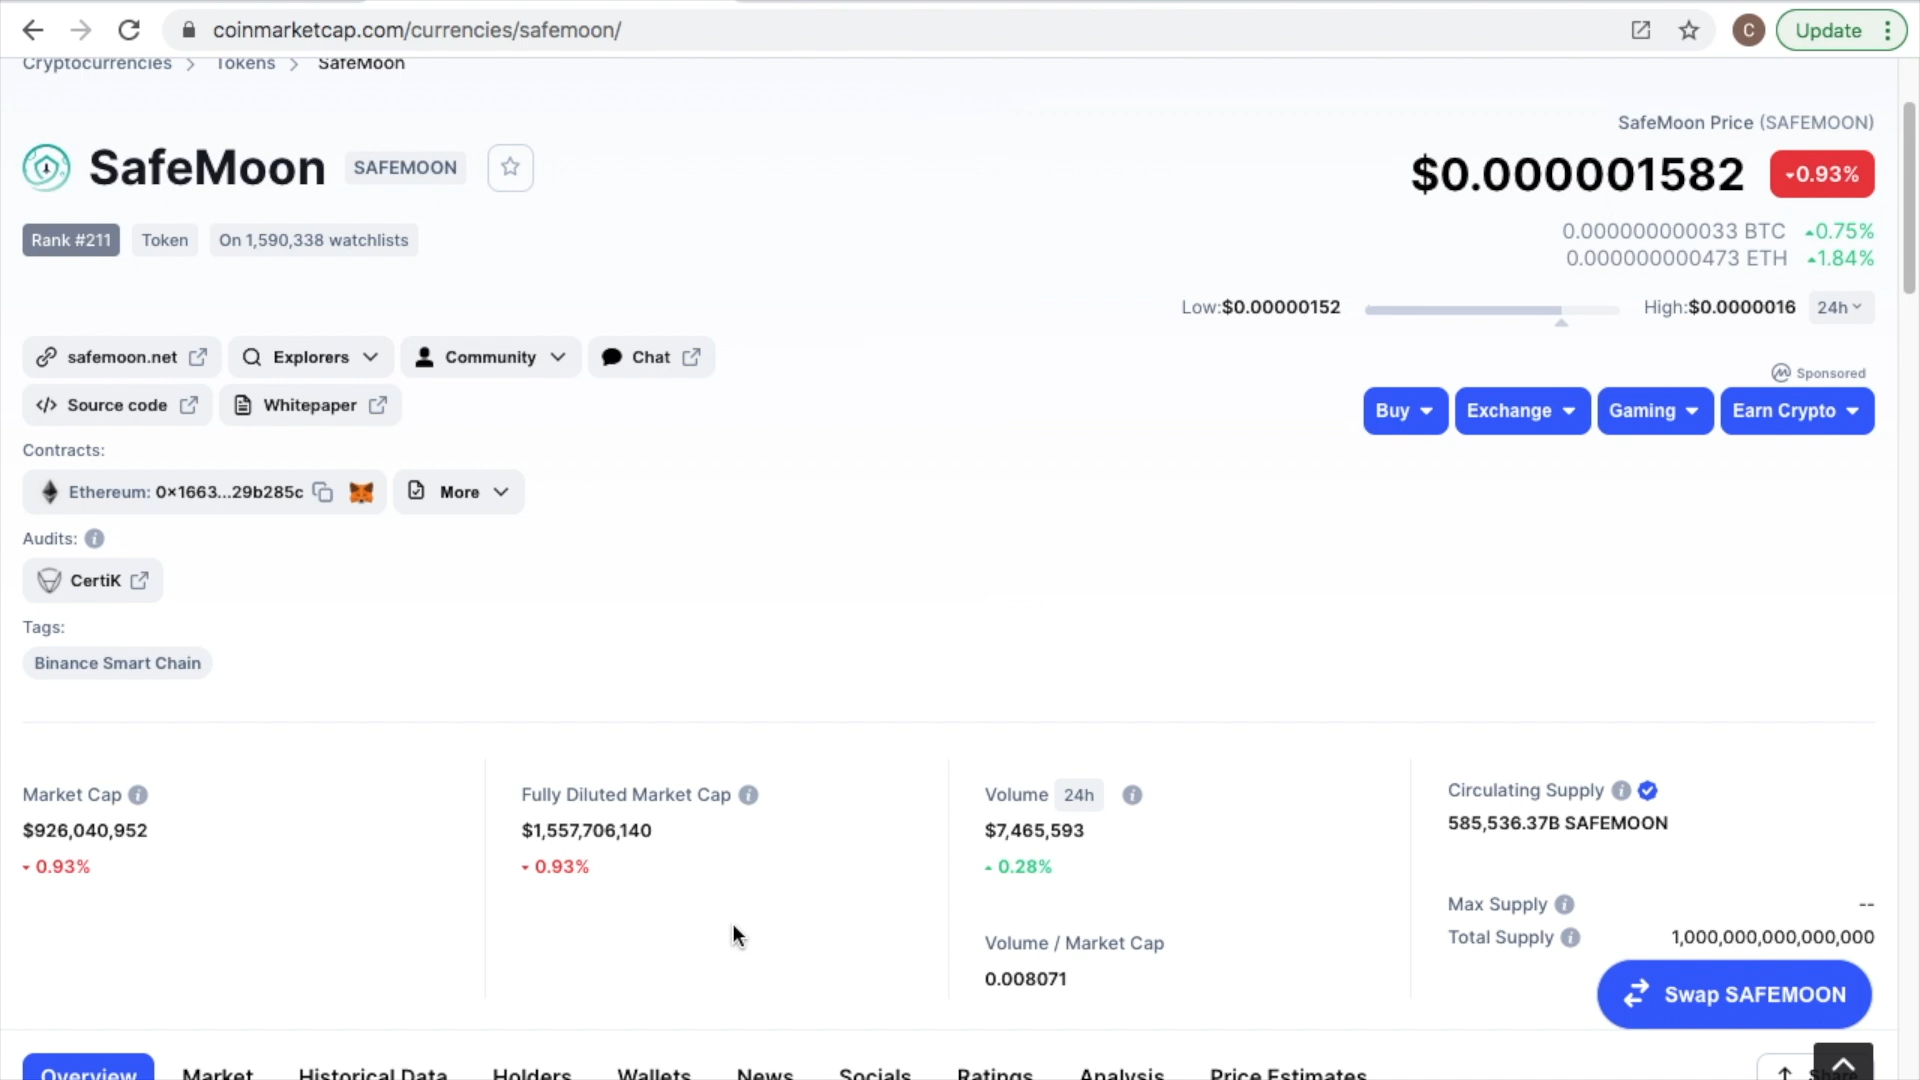 coinmarketcap.com/currencies/safemoon/
C
Update
Cryptocurrencies > Tokens > SafeMoon
SafeMoon Price (SAFEMOON)
SafeMoon SAFEMOON
$0.000001582
0.93%
Rank #211
Token
On 1,590,338 watchlists
0.000000000033 BTC 0.75%
0.000000000473 ETH 1.84%
Low:$0.00000152
High:$0.0000016
24h
safemoon.net
Explorers
Community
Chat
Sponsored
Source code
Whitepaper
Buy
Exchange
Gaming
Earn Crypto
Contracts:
Ethereum: 0x1663...29b285c
More
Audits:
CertiK
Tags:
Binance Smart Chain
Market Cap
$926,040,952
0.93%
Fully Diluted Market Cap
$1,557,706,140
0.93%
Volume 24h
$7,465,593
0.28%
Volume / Market Cap
0.008071
Circulating Supply
585,536.37B SAFEMOON
Max Supply --
Total Supply 1,000,000,000,000,000
Swap SAFEMOON
Overview Market Historical Data Holders Wallets News Socials Ratings Analysis Price Estimates
Share